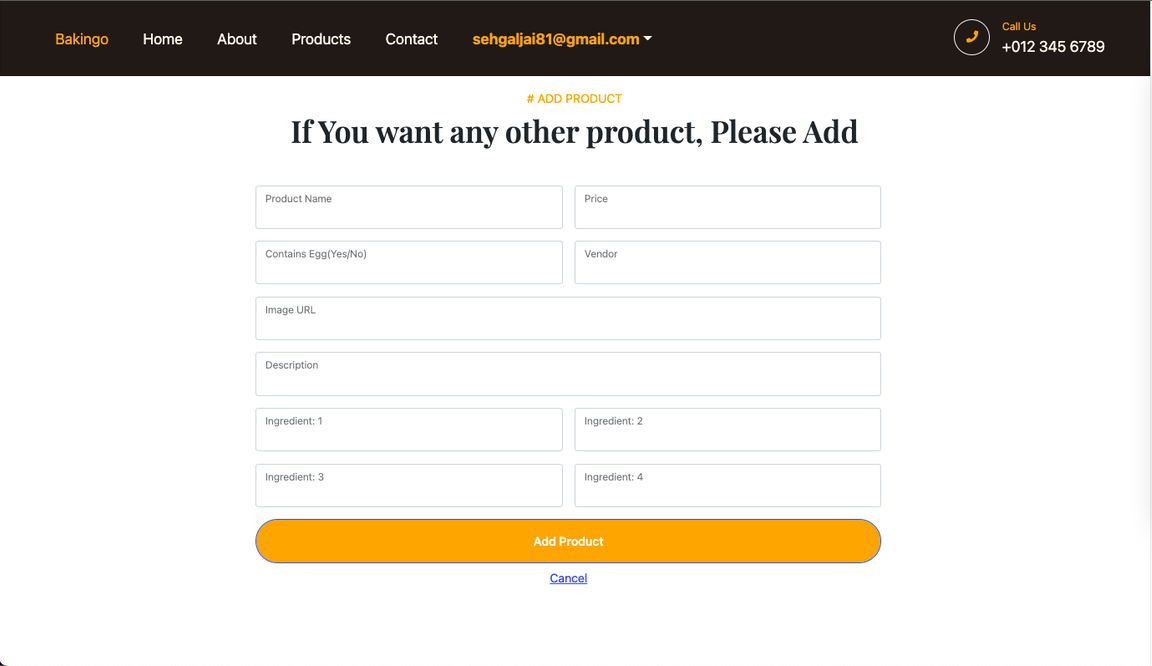 Bakingo Home About Products Contact sehgaljai81@gmail.com
Call Us
+012 345 6789
# ADD PRODUCT
If You want any other product, Please Add
Product Name
Price
Contains Egg(Yes/No)
Vendor
Image URL
Description
Ingredient: 1
Ingredient: 2
Ingredient: 3
Ingredient: 4
Add Product
Cancel